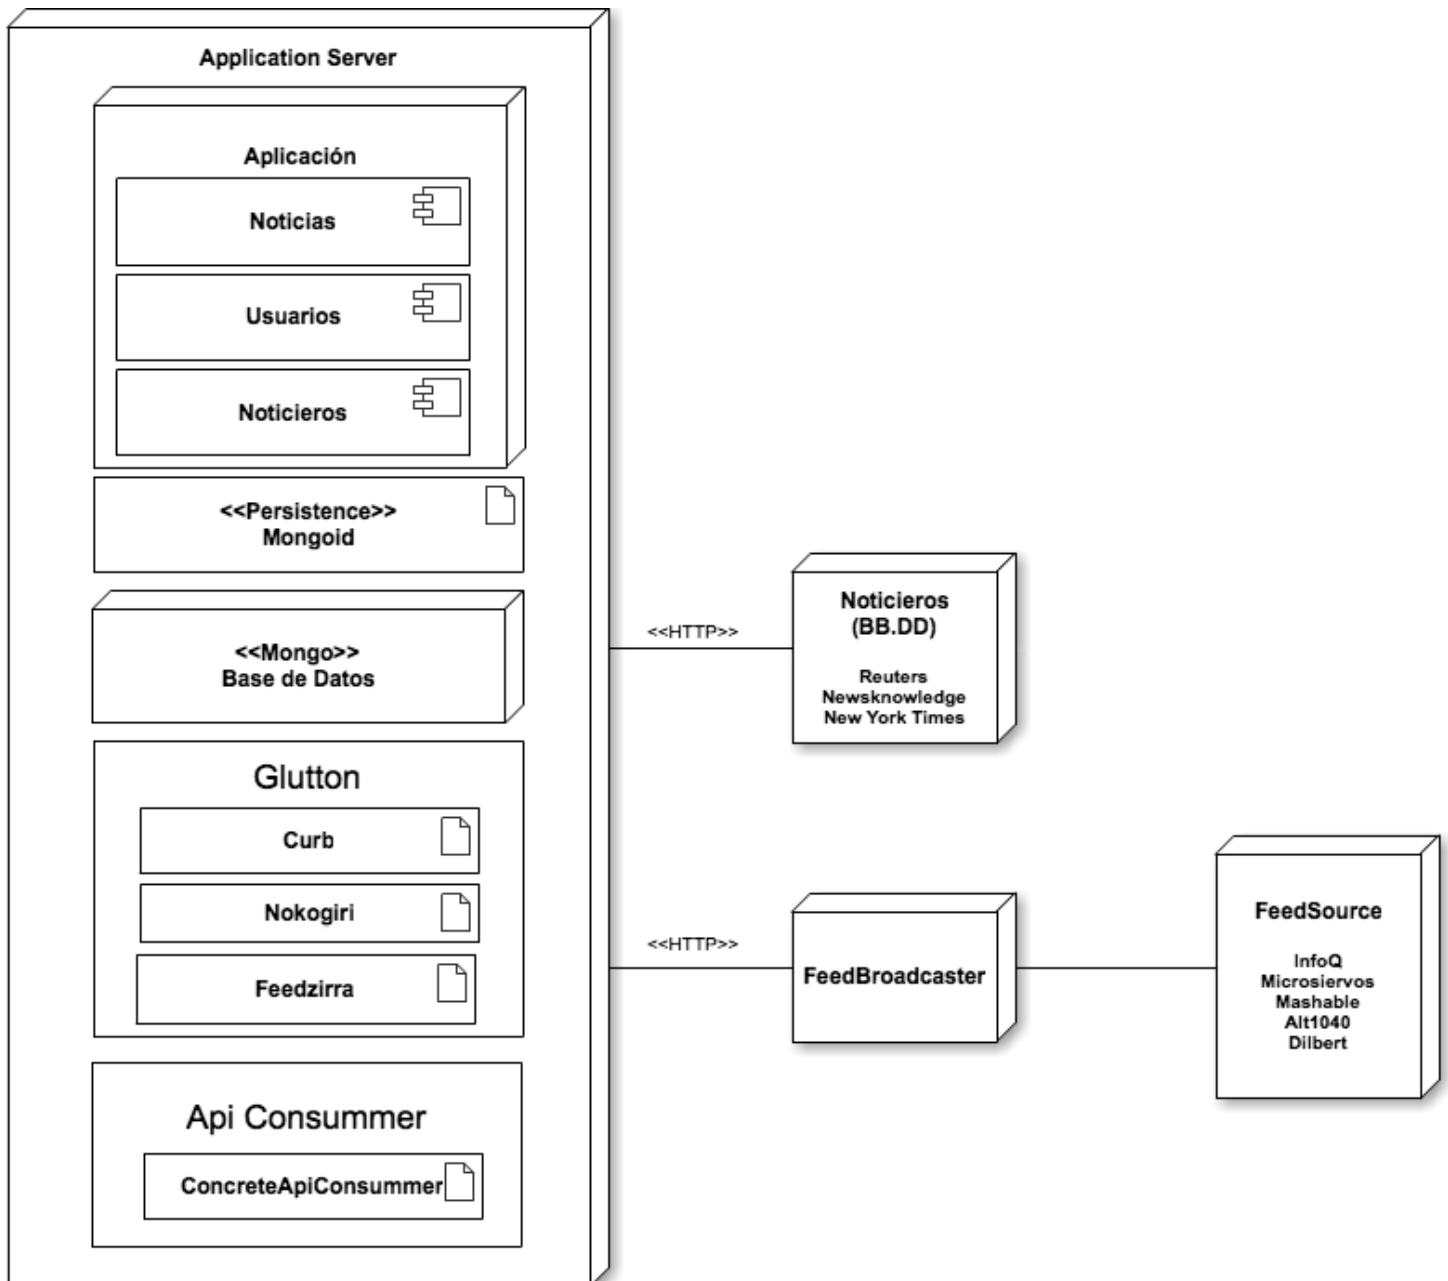 Application Server
Aplicación
Noticias
Usuarios
Noticieros
<<Persistence>>
Mongoid
<<Mongo>>
Base de Datos
Glutton
Curb
Nokogiri
Feedzirra
Api Consummer
ConcreteApiConsummer
<<HTTP>>
Noticieros
(BB.DD)
Reuters
Newsknowledge
New York Times
<<HTTP>>
FeedBroadcaster
FeedSource
InfoQ
Microsiervos
Mashable
Alt1040
Dilbert